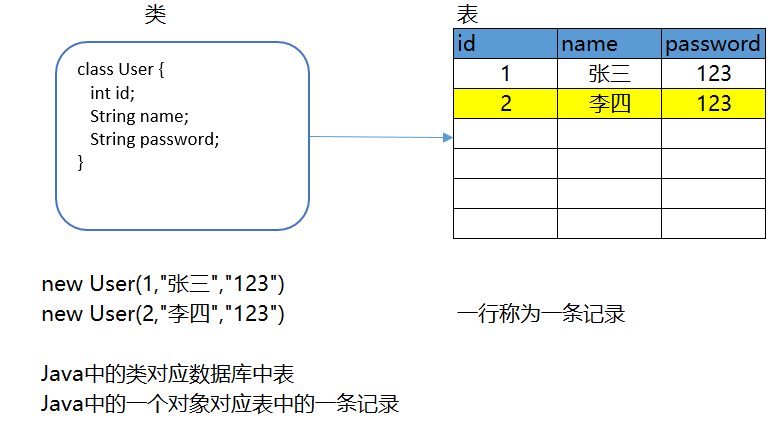 类
表
class User {
int id;
String name;
String password;
}
id name password
1 张三 123
2 李四 123
new User(1,"张三","123")
new User(2,"李四","123")
一行称为一条记录
Java中的类对应数据库中表
Java中的一个对象对应表中的一条记录